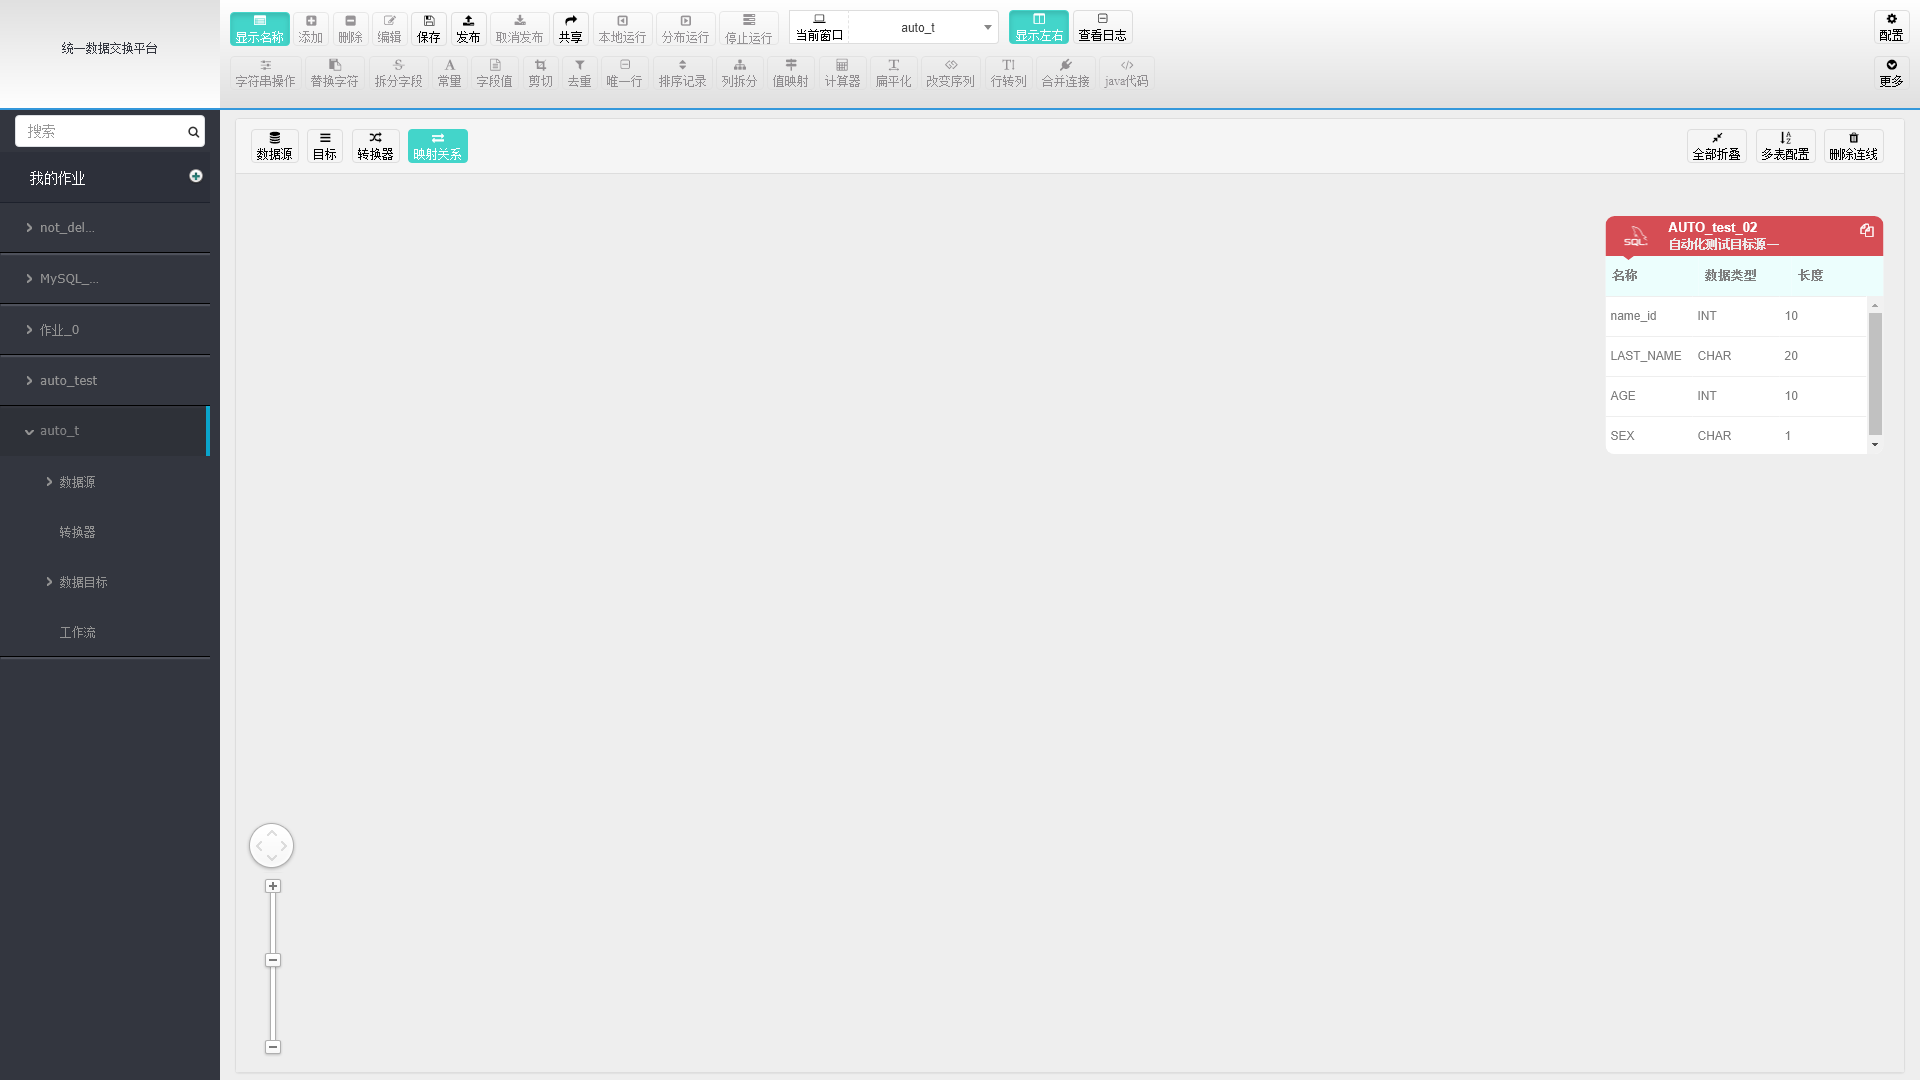 统一数据交换平台
显示名称 添加 删除 编辑 保存 发布 取消发布 共享 本地运行 分布运行 停止运行 当前窗口 auto_t 显示左右 查看日志 配置
字符串操作 替换字符 拆分字段 常量 字段值 剪切 去重 唯一行 排序记录 列拆分 值映射 计算器 扁平化 改变序列 行转列 合并连接 java代码 更多
搜索
我的作业
not_del...
MySQL_...
作业_0
auto_test
auto_t
数据源
转换器
数据目标
工作流
数据源 目标 转换器 映射关系 全部折叠 多表配置 删除连线
AUTO_test_02
自动化测试目标源一
名称 数据类型 长度
name_id INT 10
LAST_NAME CHAR 20
AGE INT 10
SEX CHAR 1